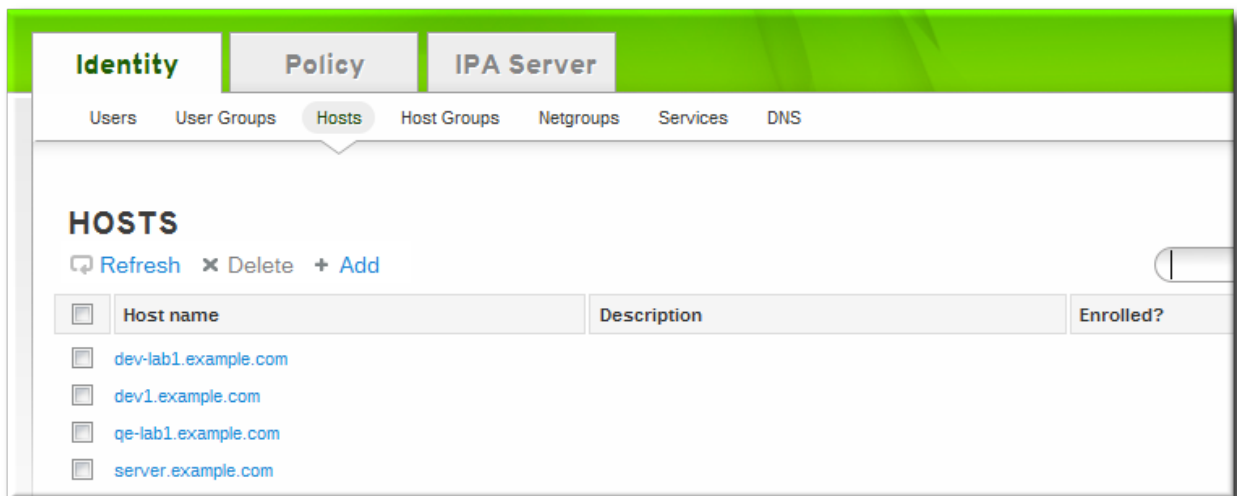 Identity Policy IPA Server
Users User Groups Hosts Host Groups Netgroups Services DNS
HOSTS
Refresh Delete + Add
Host name Description Enrolled?
dev-lab1.example.com
dev1.example.com
qe-lab1.example.com
server.example.com